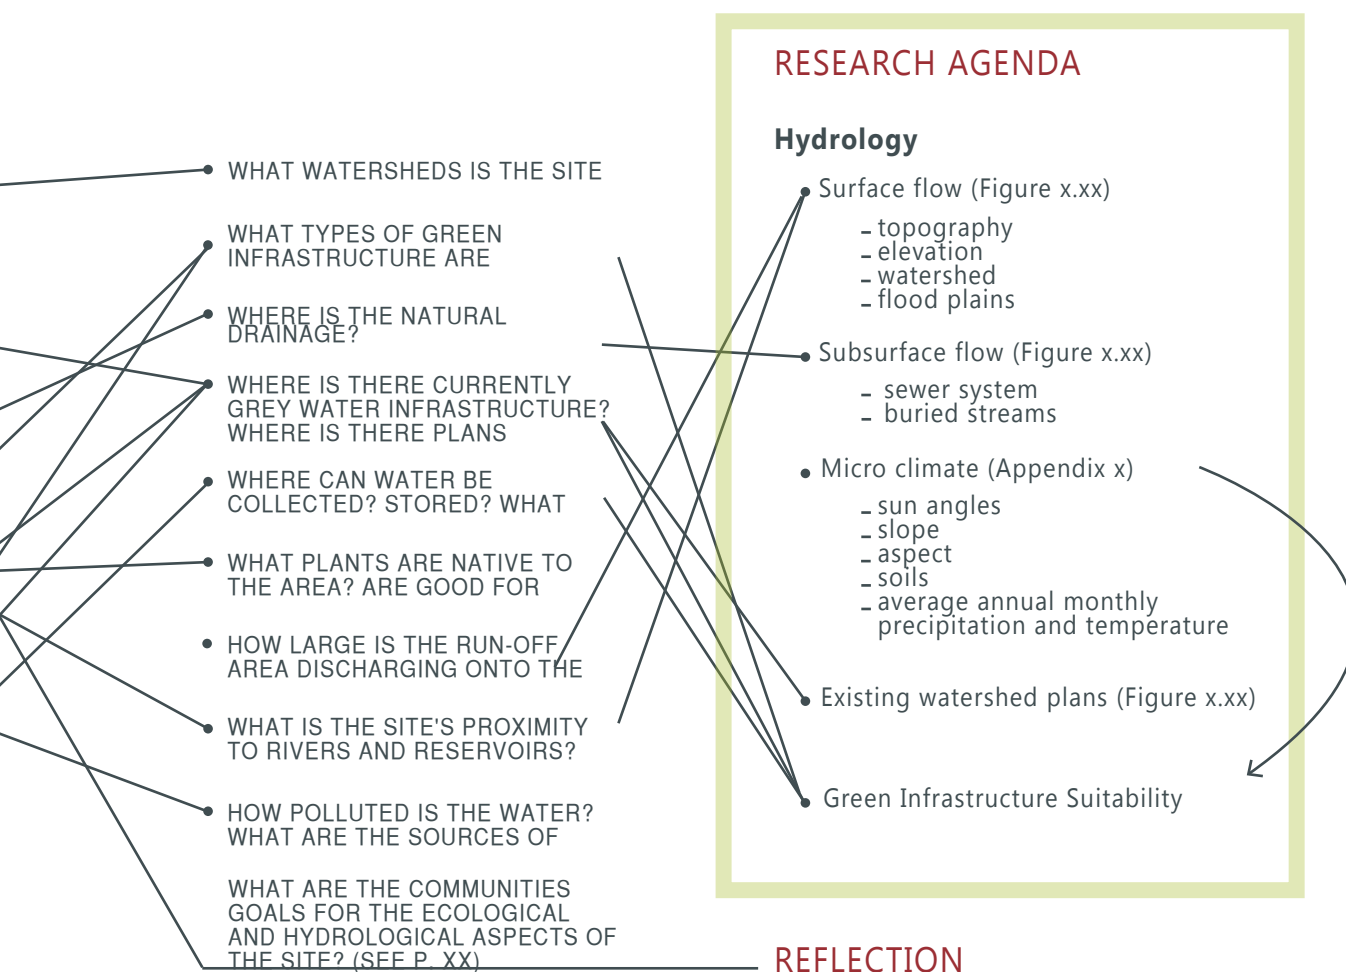 WHAT WATERSHEDS IS THE SITE
WHAT TYPES OF GREEN
INFRASTRUCTURE ARE
WHERE IS THE NATURAL
DRAINAGE?
WHERE IS THERE CURRENTLY
GREY WATER INFRASTRUCTURE?
WHERE IS THERE PLANS
WHERE CAN WATER BE
COLLECTED? STORED? WHAT
WHAT PLANTS ARE NATIVE TO
THE AREA? ARE GOOD FOR
HOW LARGE IS THE RUN-OFF
AREA DISCHARGING ONTO THE
WHAT IS THE SITE'S PROXIMITY
TO RIVERS AND RESERVOIRS?
HOW POLLUTED IS THE WATER?
WHAT ARE THE SOURCES OF
WHAT ARE THE COMMUNITIES
GOALS FOR THE ECOLOGICAL
AND HYDROLOGICAL ASPECTS OF
THE SITE? (SEE P. XX)
RESEARCH AGENDA
Hydrology
Surface flow (Figure x.xx)
- topography
- elevation
- watershed
- flood plains
Subsurface flow (Figure x.xx)
- sewer system
- buried streams
Micro climate (Appendix x)
- sun angles
- slope
- aspect
- soils
- average annual monthly
precipitation and temperature
Existing watershed plans (Figure x.xx)
Green Infrastructure Suitability
REFLECTION